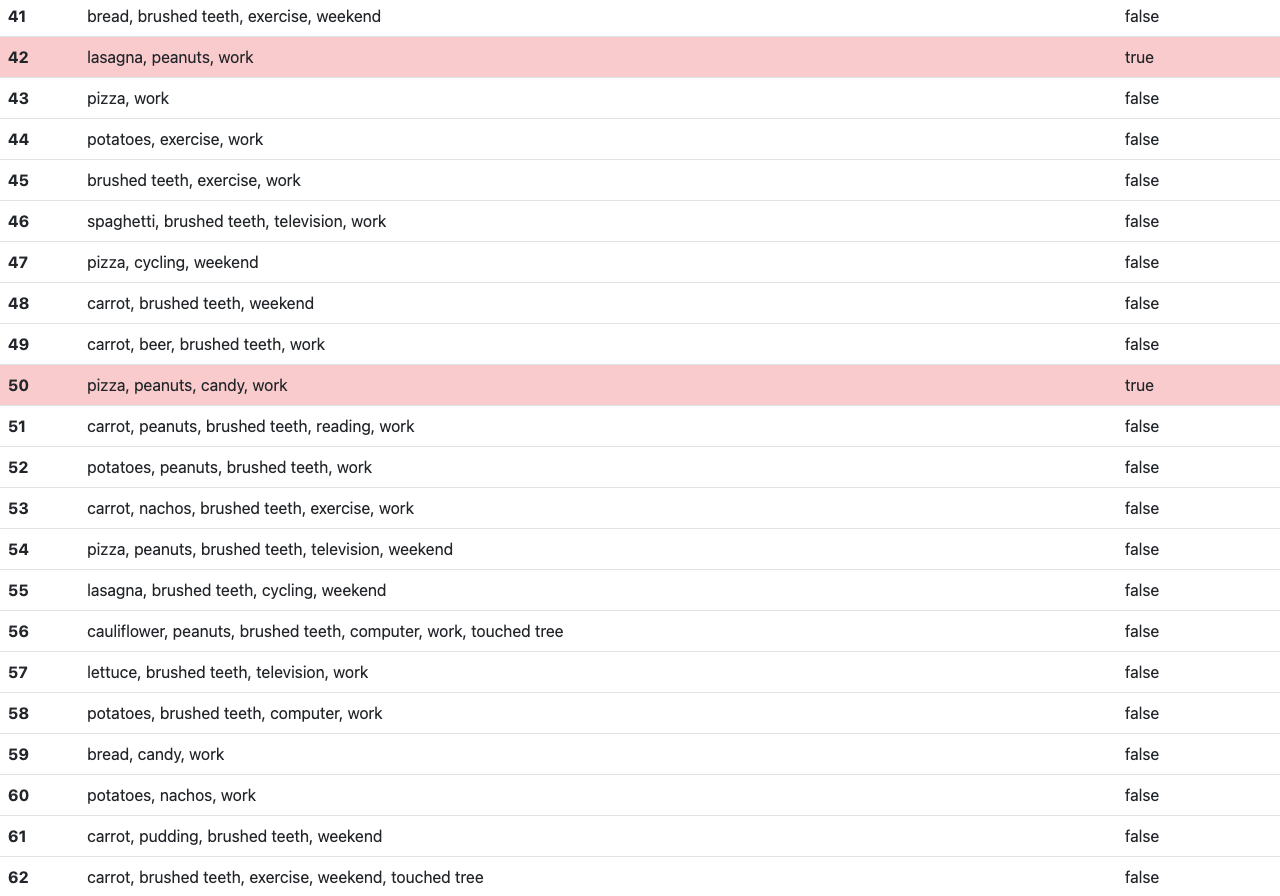 41 bread, brushed teeth, exercise, weekend false
42 lasagna, peanuts, work true
43 pizza, work false
44 potatoes, exercise, work false
45 brushed teeth, exercise, work false
46 spaghetti, brushed teeth, television, work false
47 pizza, cycling, weekend false
48 carrot, brushed teeth, weekend false
49 carrot, beer, brushed teeth, work false
50 pizza, peanuts, candy, work true
51 carrot, peanuts, brushed teeth, reading, work false
52 potatoes, peanuts, brushed teeth, work false
53 carrot, nachos, brushed teeth, exercise, work false
54 pizza, peanuts, brushed teeth, television, weekend false
55 lasagna, brushed teeth, cycling, weekend false
56 cauliflower, peanuts, brushed teeth, computer, work, touched tree false
57 lettuce, brushed teeth, television, work false
58 potatoes, brushed teeth, computer, work false
59 bread, candy, work false
60 potatoes, nachos, work false
61 carrot, pudding, brushed teeth, weekend false
62 carrot, brushed teeth, exercise, weekend, touched tree false